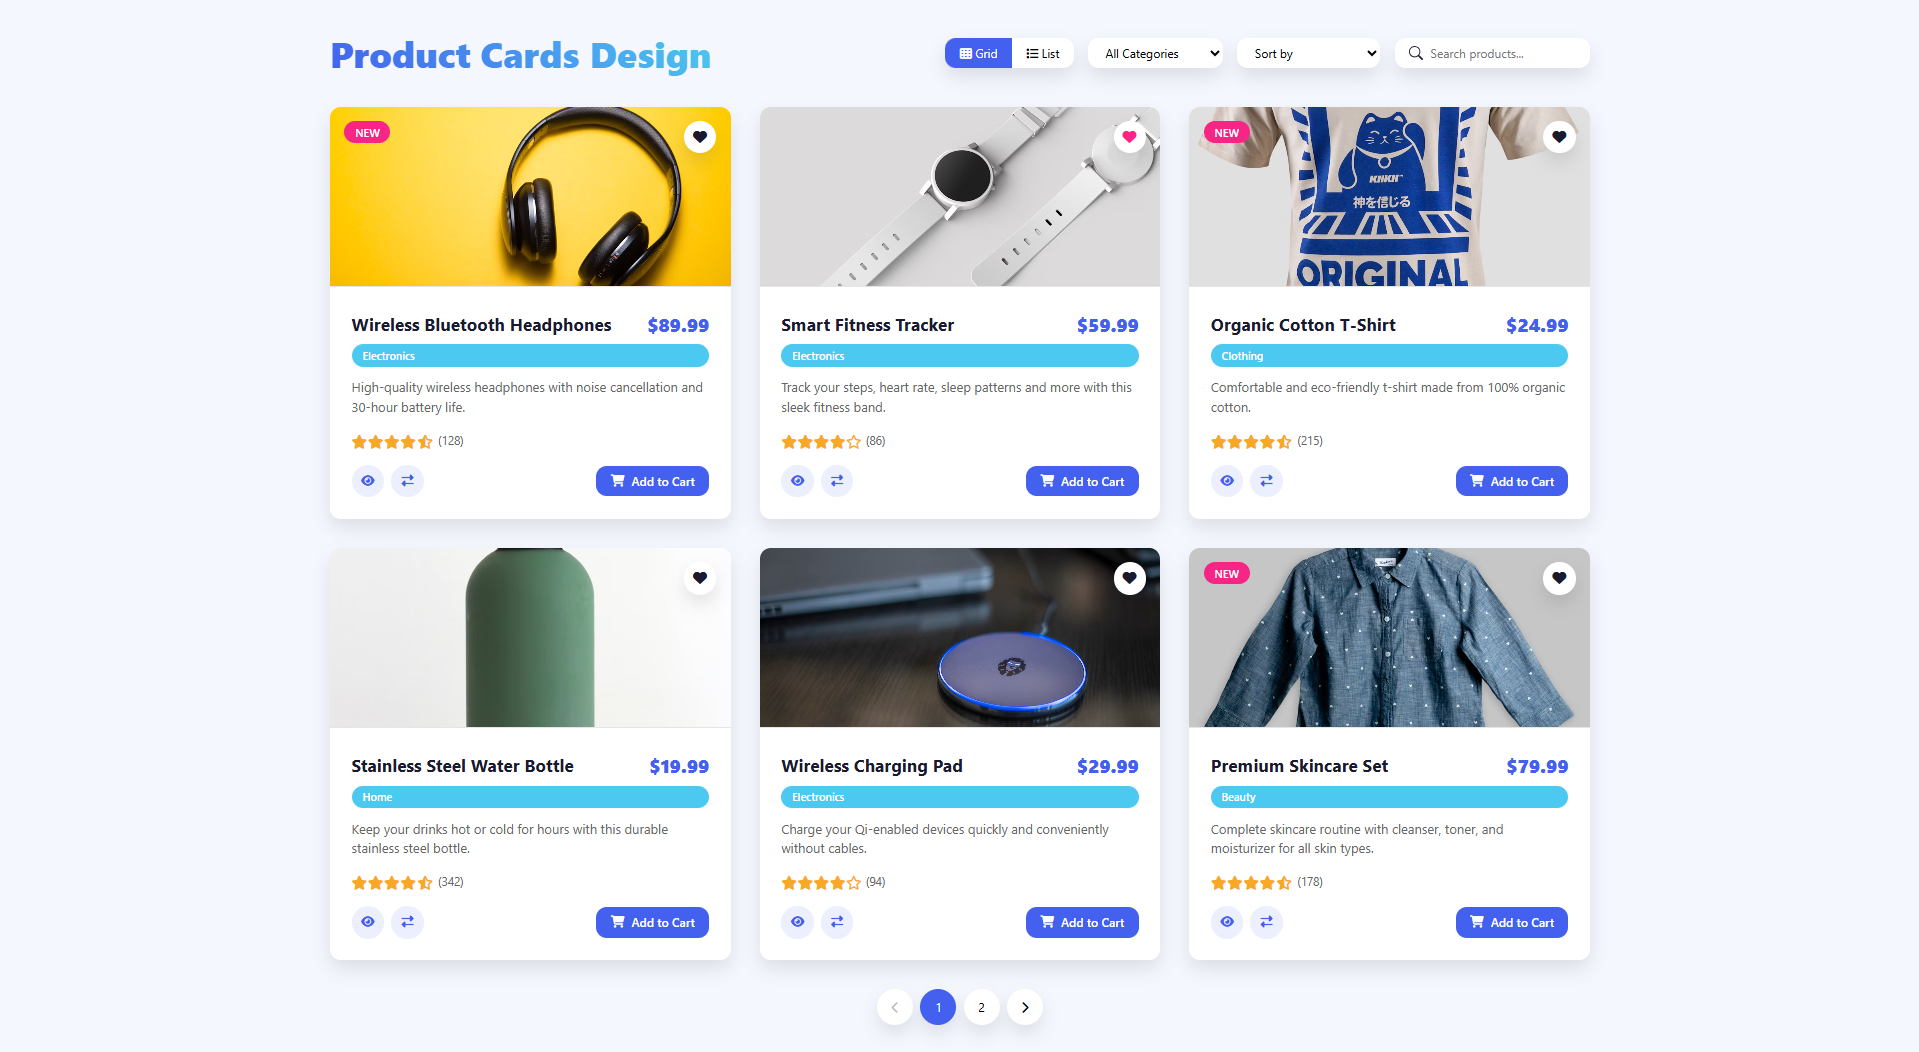 Product Cards Design
Grid
List
All Categories
Sort by
Search products...
NEW
Wireless Bluetooth Headphones
$89.99
Electronics
High-quality wireless headphones with noise cancellation and
30-hour battery life.
(128)
Add to Cart
Smart Fitness Tracker
$59.99
Electronics
Track your steps, heart rate, sleep patterns and more with this
sleek fitness band.
(86)
Add to Cart
NEW
KNKN
神を信じる
ORIGINAL
Organic Cotton T-Shirt
$24.99
Clothing
Comfortable and eco-friendly t-shirt made from 100% organic
cotton.
(215)
Add to Cart
Stainless Steel Water Bottle
$19.99
Home
Keep your drinks hot or cold for hours with this durable
stainless steel bottle.
(342)
Add to Cart
Wireless Charging Pad
$29.99
Electronics
Charge your Qi-enabled devices quickly and conveniently
without cables.
(94)
Add to Cart
NEW
Premium Skincare Set
$79.99
Beauty
Complete skincare routine with cleanser, toner, and
moisturizer for all skin types.
(178)
Add to Cart
1
2